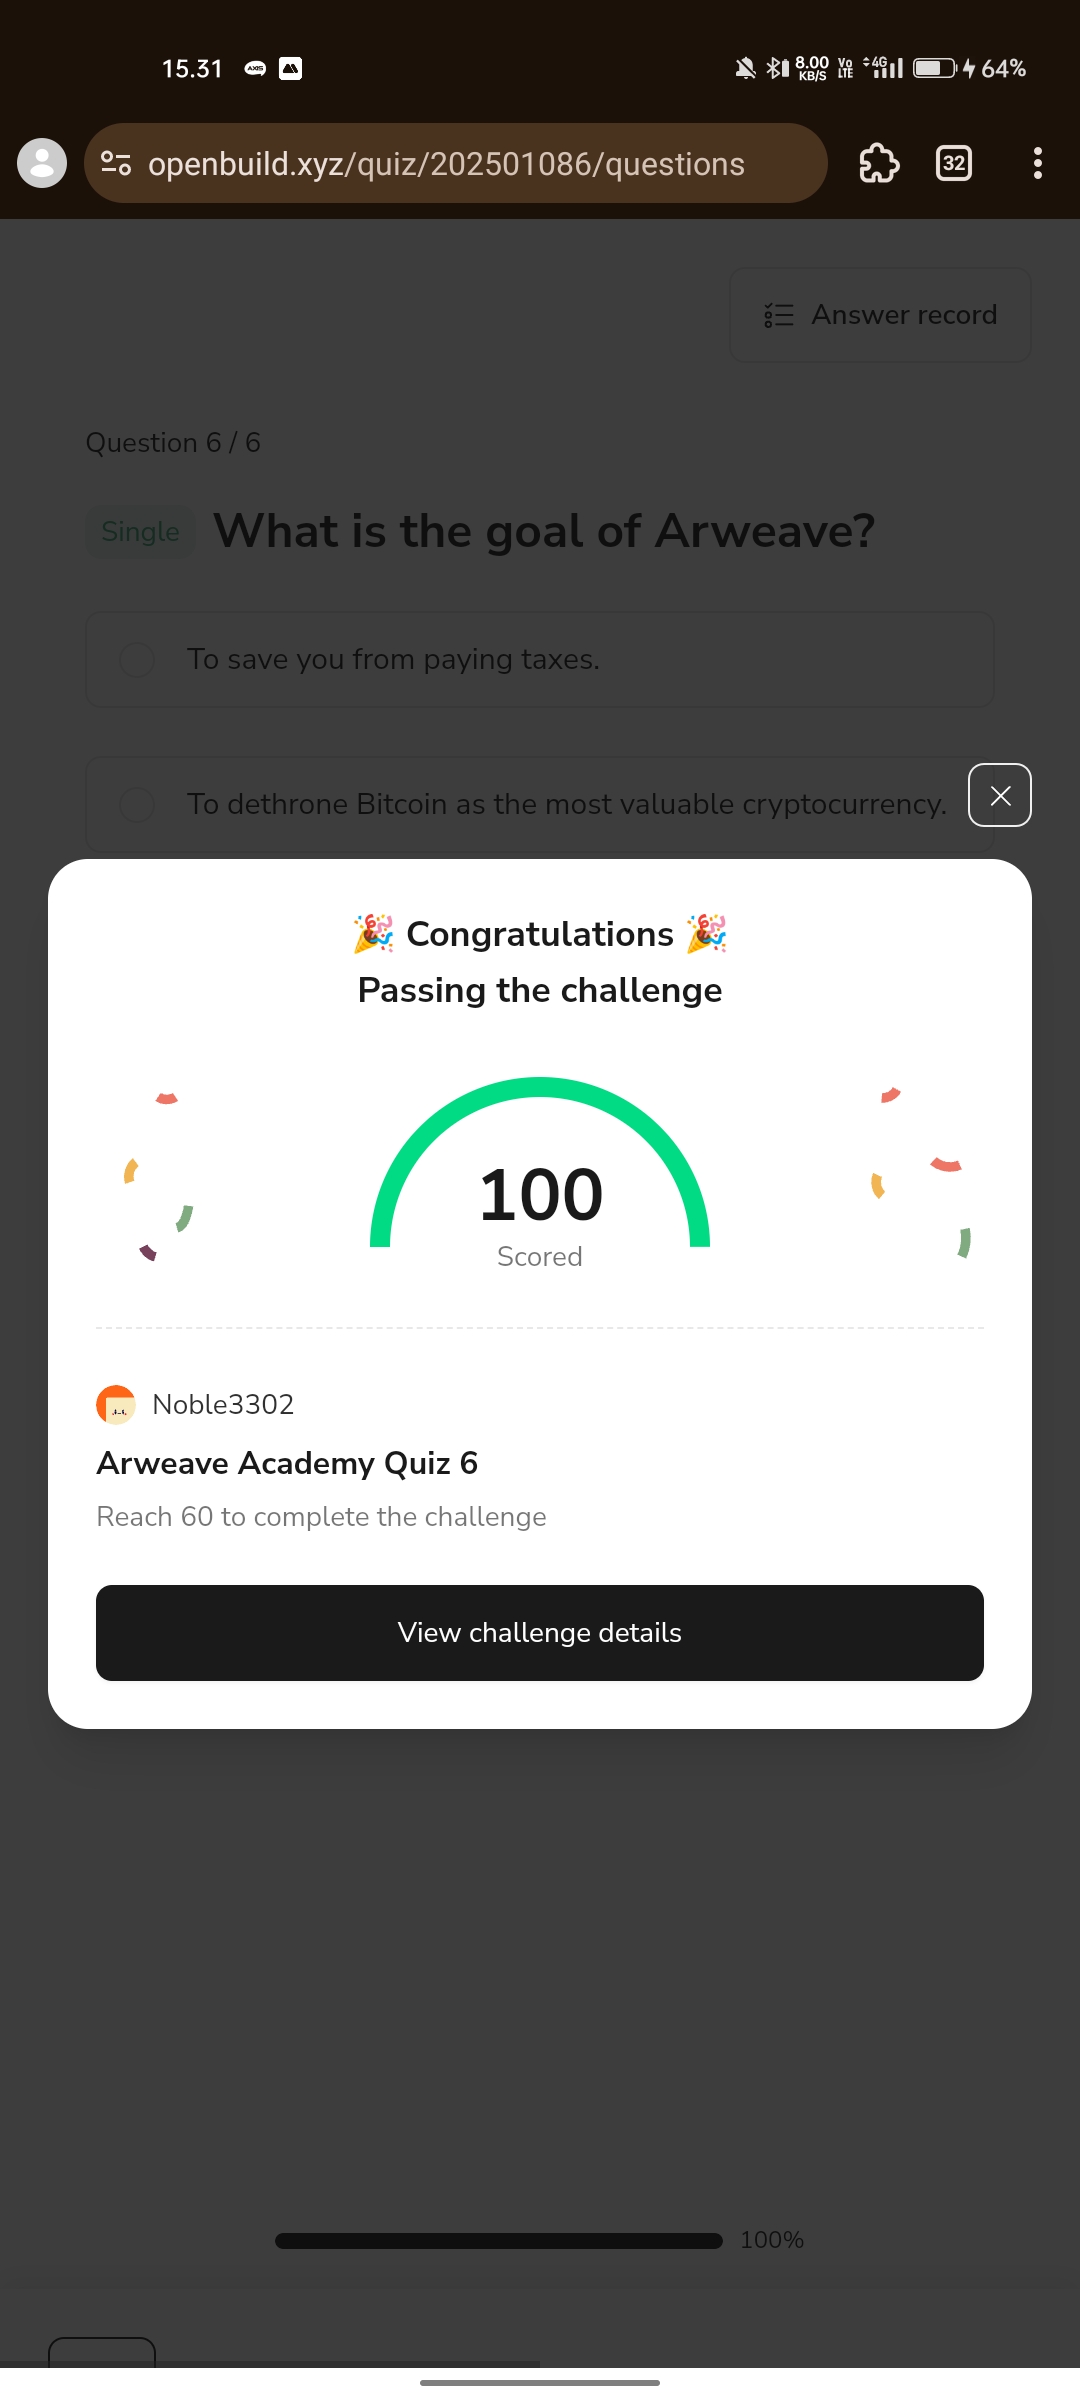 15.31 AXIS 8.00 KB/S Vo LTE 4G 64%
openbuild.xyz/quiz/202501086/questions 32
Answer record
Question 6 / 6
Single What is the goal of Arweave?
To save you from paying taxes.
To dethrone Bitcoin as the most valuable cryptocurrency.
🎉 Congratulations 🎉
Passing the challenge
100
Scored
Noble3302
Arweave Academy Quiz 6
Reach 60 to complete the challenge
View challenge details
100%